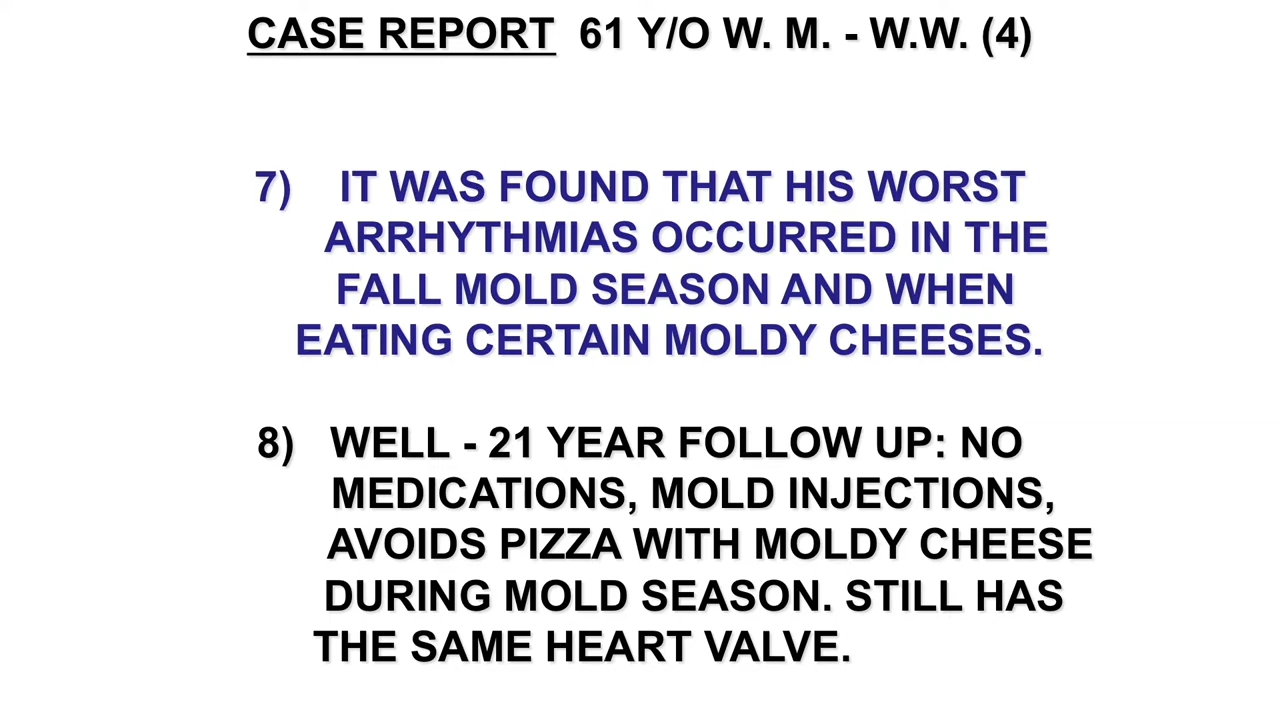 CASE REPORT 61 Y/O W. M. - W.W. (4)
7) IT WAS FOUND THAT HIS WORST
ARRHYTHMIAS OCCURRED IN THE
FALL MOLD SEASON AND WHEN
EATING CERTAIN MOLDY CHEESES.
8) WELL - 21 YEAR FOLLOW UP: NO
MEDICATIONS, MOLD INJECTIONS,
AVOIDS PIZZA WITH MOLDY CHEESE
DURING MOLD SEASON. STILL HAS
THE SAME HEART VALVE.